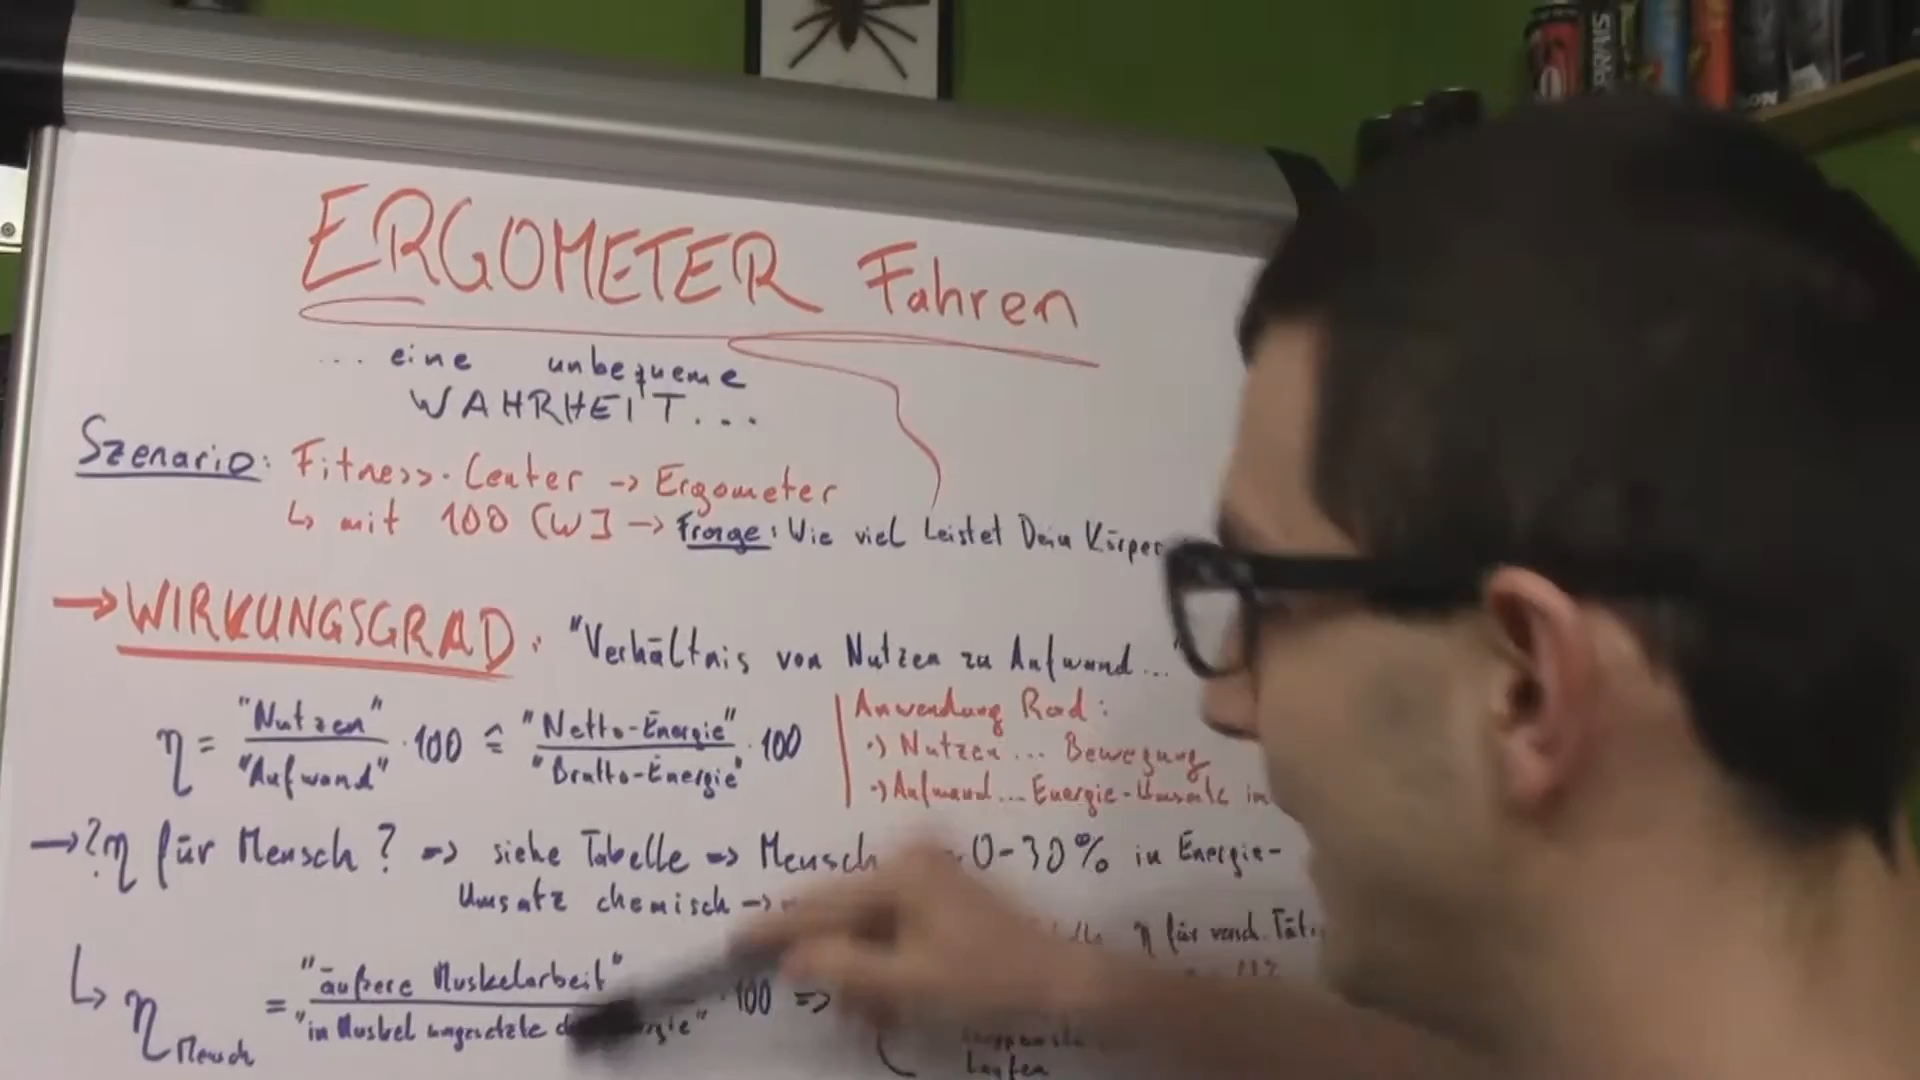 ERGOMETER Fahren
... eine unbequeme
WAHRHEIT...
Szenario: Fitness-Center -> Ergometer
↳ mit 100 [W] -> Frage: Wie viel Leistet Dein Körper
→ WIRKUNGSGRAD: "Verhältnis von Nutzen zu Aufwand..."
η = "Nutzen" / "Aufwand" · 100 ≙ "Netto-Energie" / "Brutto-Energie" · 100
Anwendung Rad:
·) Nutzen... Bewegung
·) Aufwand... Energie-Umsatz im
→ ?η für Mensch? => siehe Tabelle => Mensch 0-30% in Energie-
Umsatz chemisch ->
η für versch. Tät.
↳ η Mensch = "äußere Muskelarbeit" / "in Muskel umgesetzte · 100 =>
Laufen